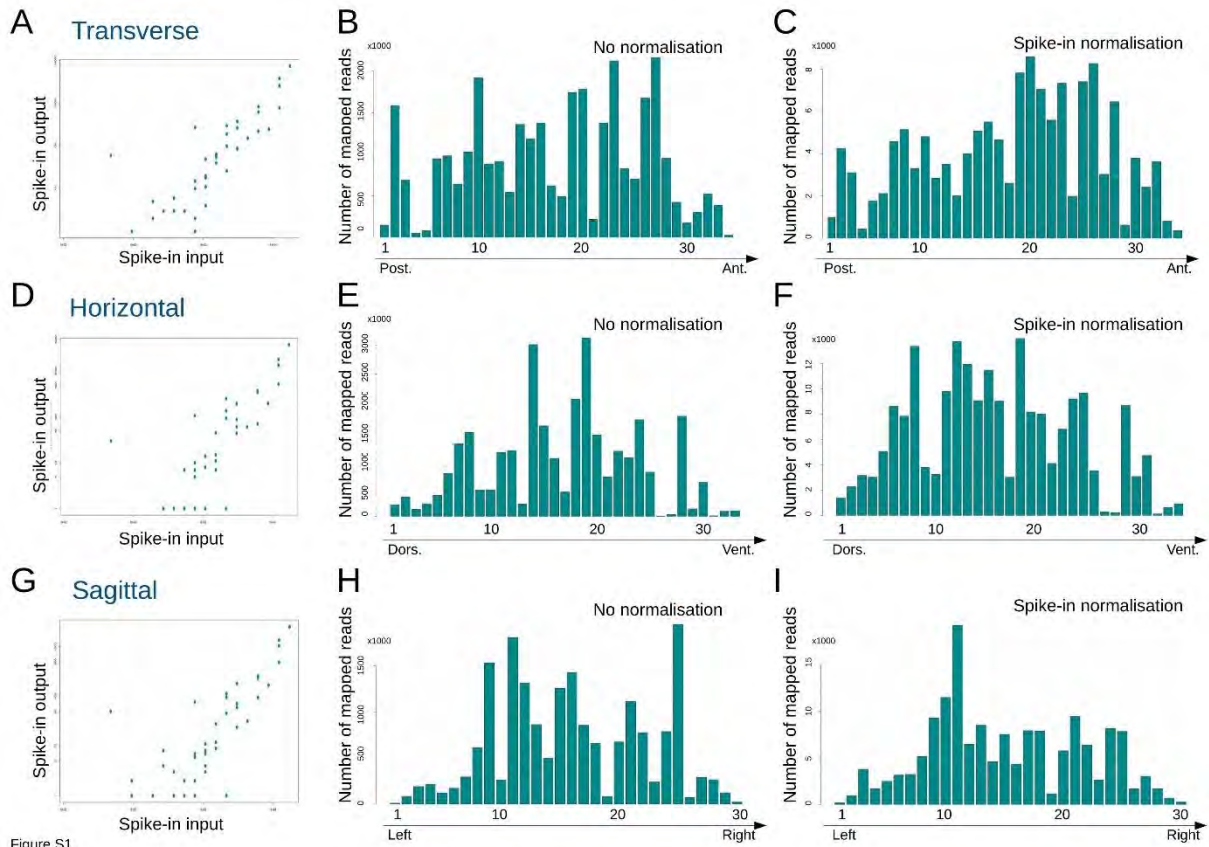 A
Transverse
Spike-in output
Spike-in input
B
No normalisation
x1000
Number of mapped reads
0 500 1000 1500 2000
1 10 20 30
Post. Ant.
C
Spike-in normalisation
x1000
Number of mapped reads
0 2 4 6 8
1 10 20 30
Post. Ant.
D
Horizontal
Spike-in output
Spike-in input
E
No normalisation
x1000
Number of mapped reads
0 500 1000 1500 2000 2500 3000
1 10 20 30
Dors. Vent.
F
Spike-in normalisation
x1000
Number of mapped reads
0 2 4 6 8 10 12
1 10 20 30
Dors. Vent.
G
Sagittal
Spike-in output
Spike-in input
H
No normalisation
x1000
Number of mapped reads
0 500 1000 1500
1 10 20 30
Left Right
I
Spike-in normalisation
x1000
Number of mapped reads
0 5 10 15
1 10 20 30
Left Right
Figure S1